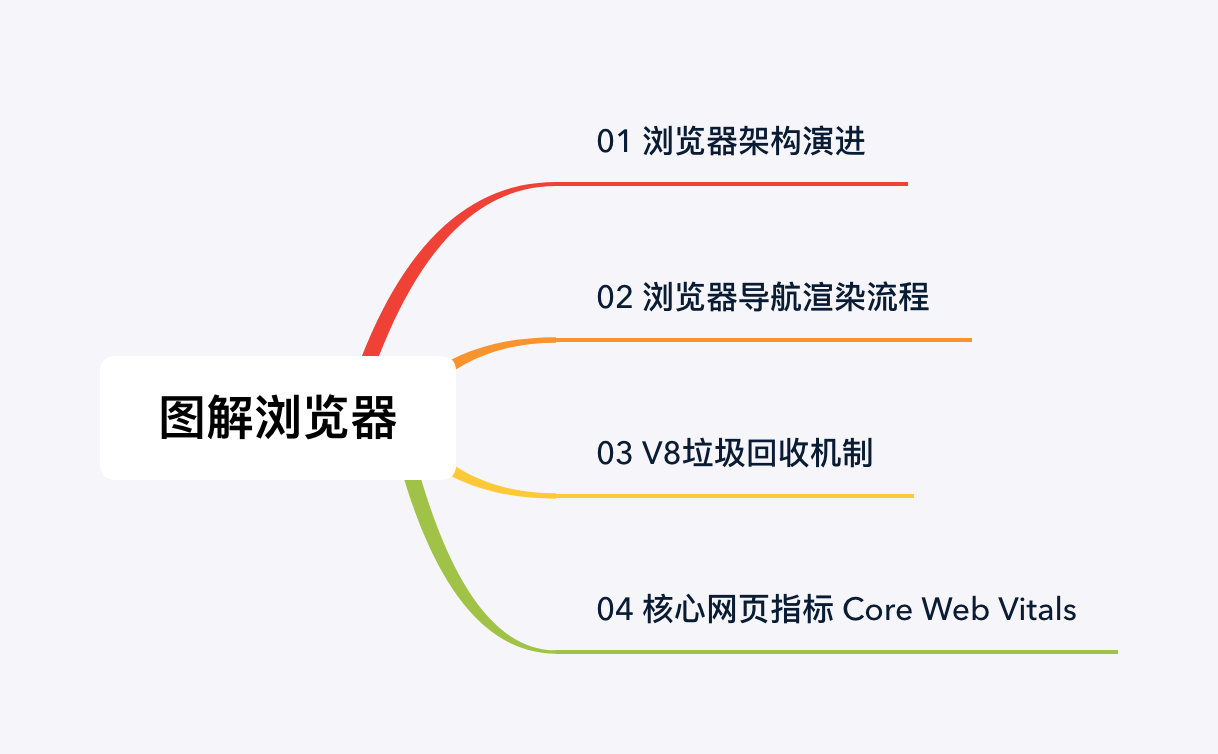 01 浏览器架构演进
02 浏览器导航渲染流程
图解浏览器
03 V8垃圾回收机制
04 核心网页指标 Core Web Vitals